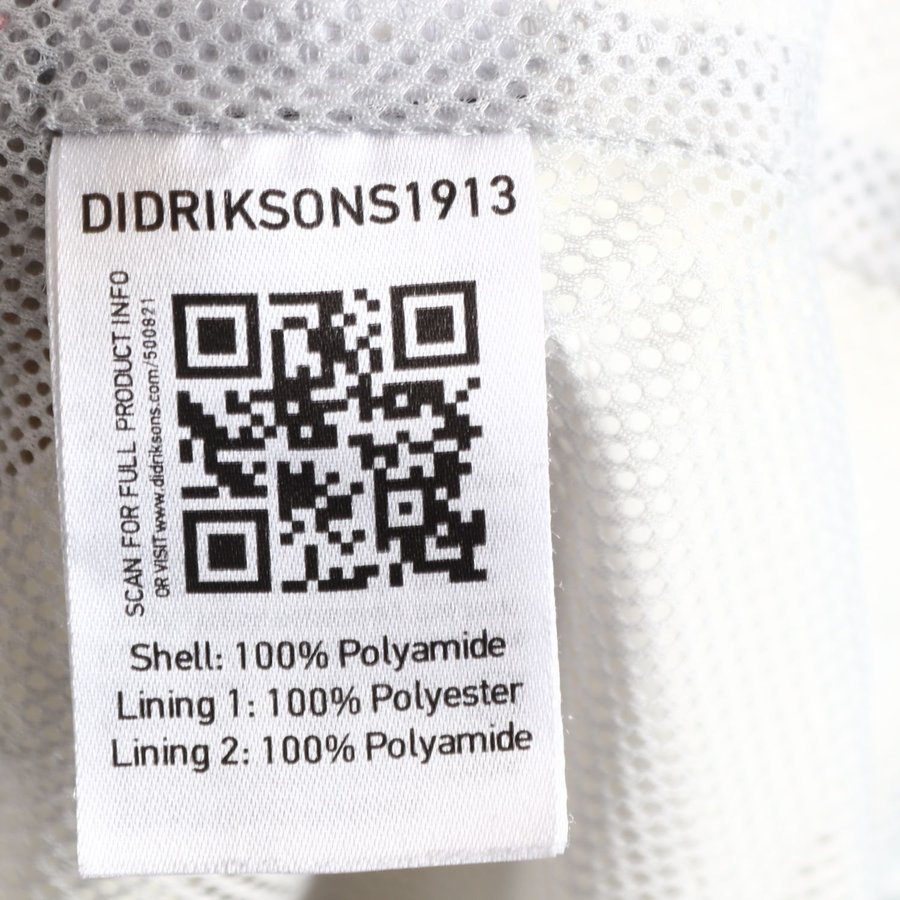 DIDRIKSONS1913
SCAN FOR FULL PRODUCT INFO
OR VISIT www.didriksons.com/500821
Shell: 100% Polyamide
Lining 1: 100% Polyester
Lining 2: 100% Polyamide